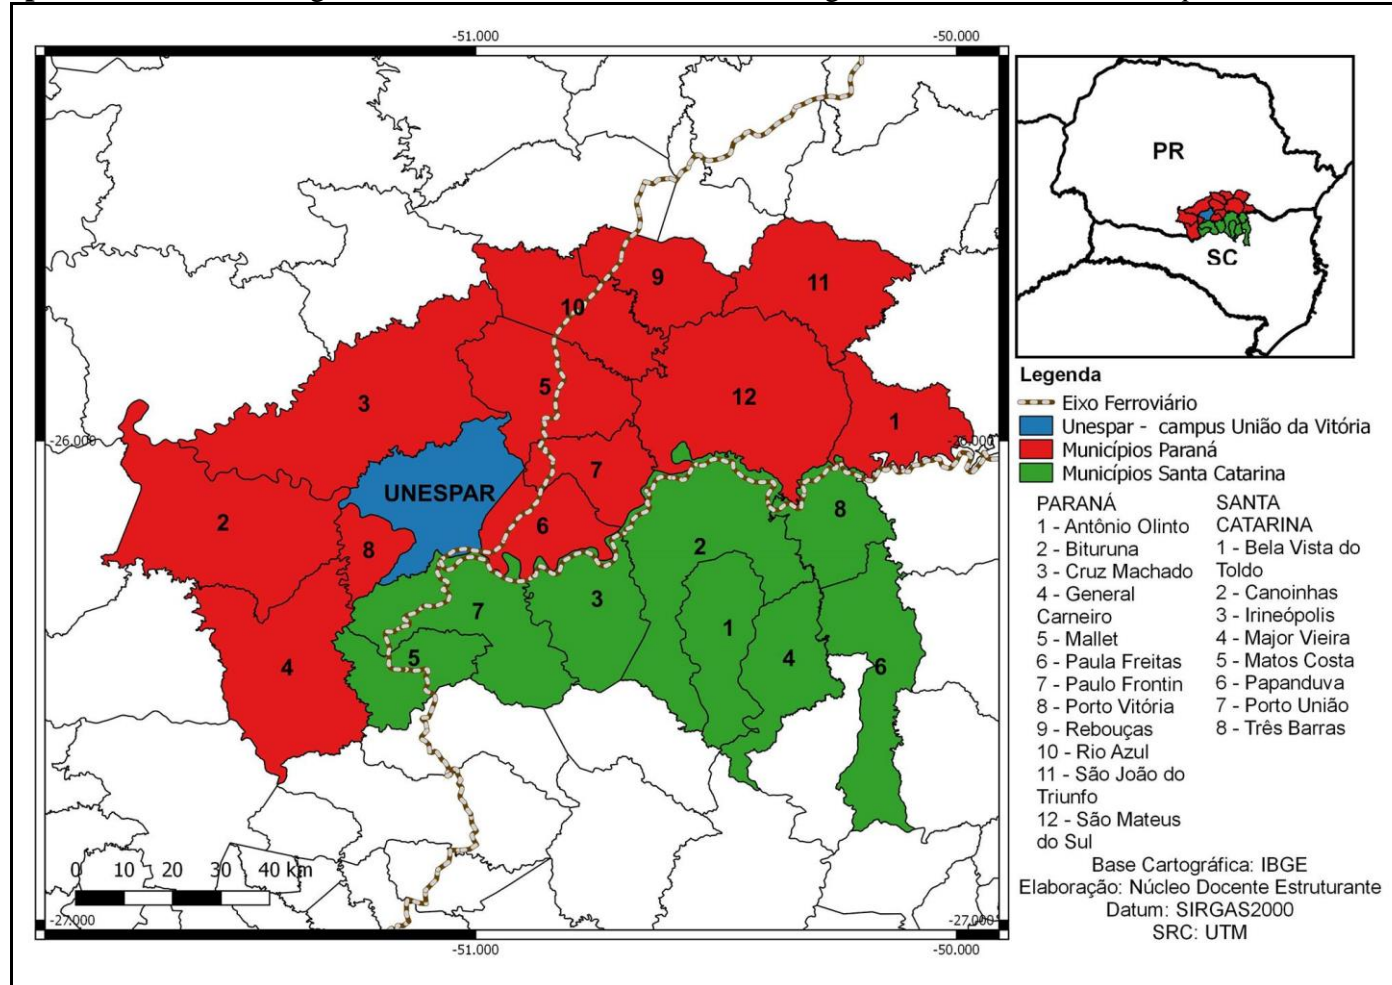 -51.000
-50.000
9
11
10
3
5
12
1
-26.000
7
UNESPAR
2
6
8
8
2
7
3
1
4
5
4
6
0 10 20 30 40 km
-27.000
-27.000
-51.000
-50.000
PR
SC
Legenda
Eixo Ferroviário
Unespar - campus União da Vitória
Municípios Paraná
Municípios Santa Catarina
PARANÁ
1 - Antônio Olinto
2 - Bituruna
3 - Cruz Machado
4 - General
Carneiro
5 - Mallet
6 - Paula Freitas
7 - Paulo Frontin
8 - Porto Vitória
9 - Rebouças
10 - Rio Azul
11 - São João do
Triunfo
12 - São Mateus
do Sul
SANTA
CATARINA
1 - Bela Vista do
Toldo
2 - Canoinhas
3 - Irineópolis
4 - Major Vieira
5 - Matos Costa
6 - Papanduva
7 - Porto União
8 - Três Barras
Base Cartográfica: IBGE
Elaboração: Núcleo Docente Estruturante
Datum: SIRGAS2000
SRC: UTM